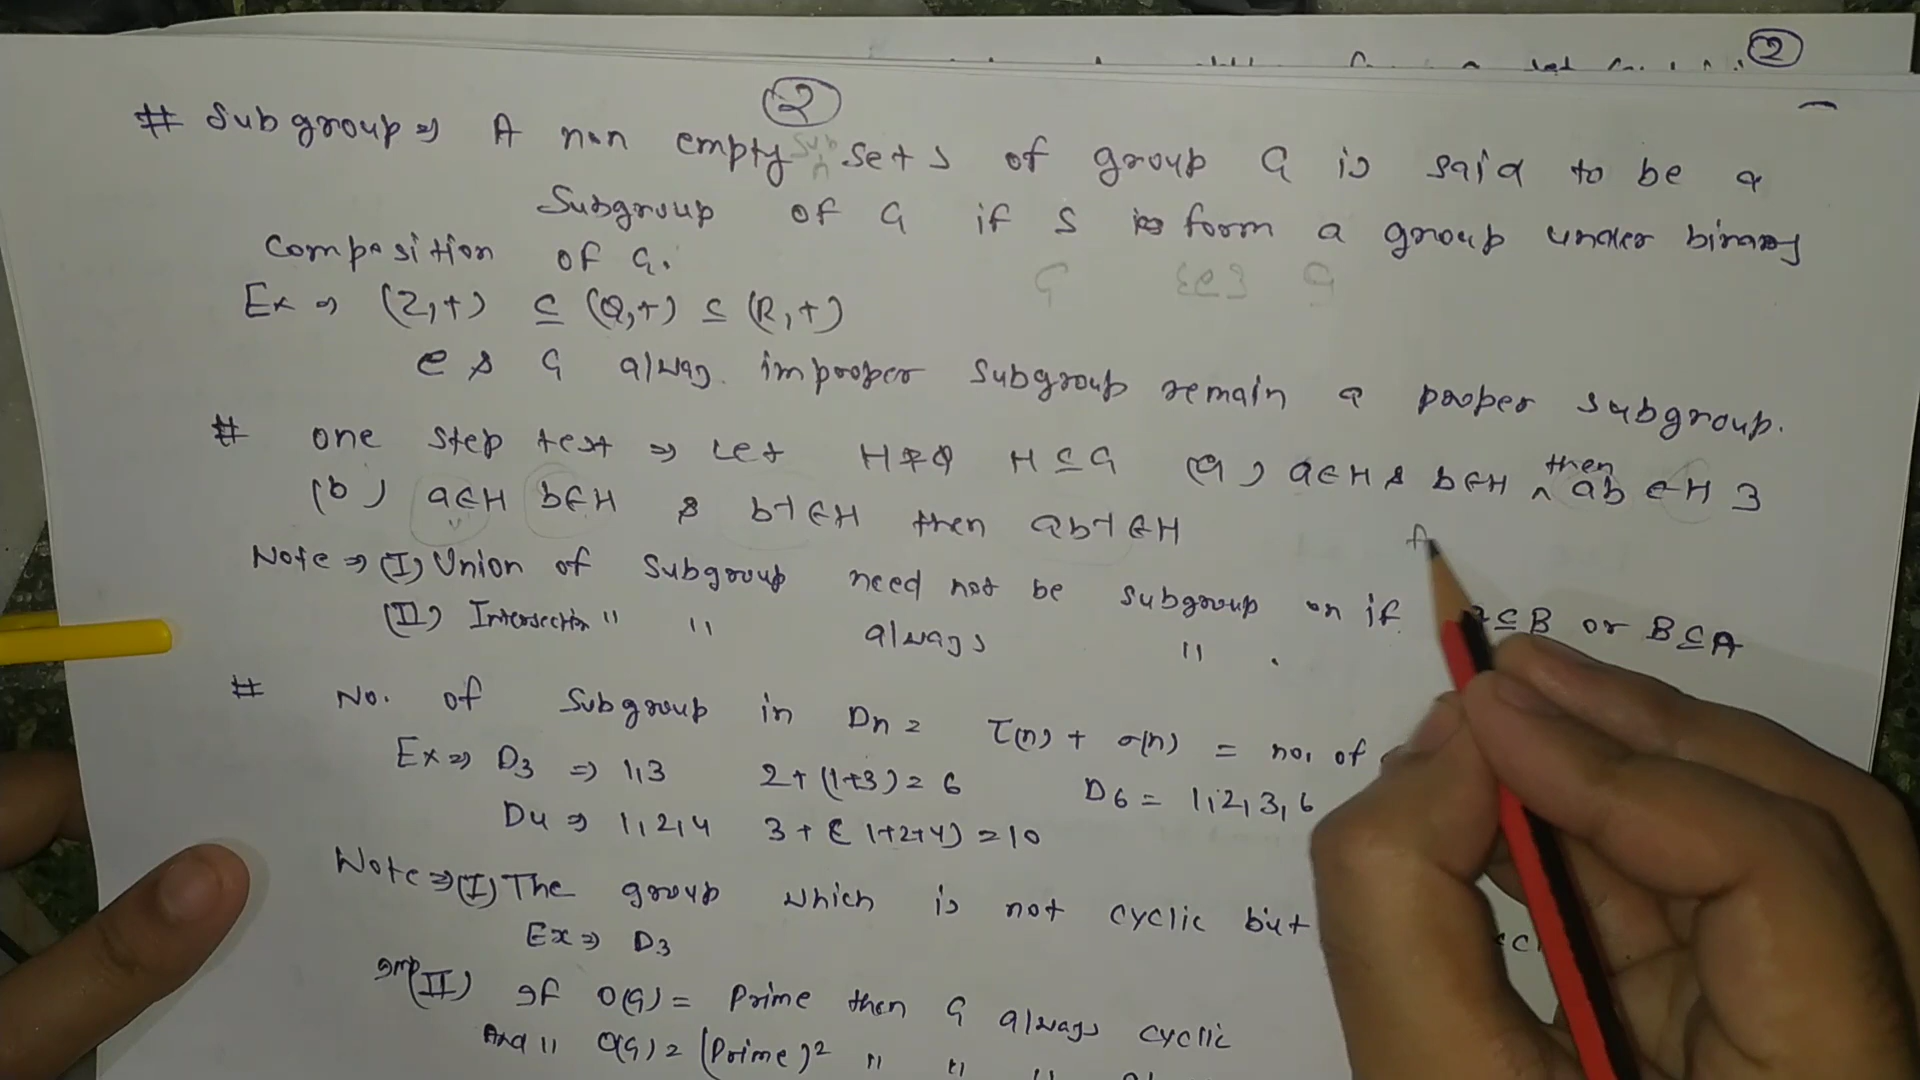 2
2
# Subgroup ⇒ A non empty sub set S of group G is said to be a
Subgroup of G if S is form a group under binary
Composition of G.
G {e} G
Ex ⇒ (Z,+) ⊆ (Q,+) ⊆ (R,+)
e & G always improper subgroup remain a proper subgroup.
# one step test ⇒ Let H≠φ H⊆G (a) a∈H & b∈H then ab∈H }
(b) a∈H b∈H & b⁻¹∈H then ab⁻¹∈H
A
Note ⇒ (I) Union of subgroup need not be subgroup on if A⊆B or B⊆A
(II) Intersection " " always " .
# No. of Subgroup in Dn = τ(n) + σ(n) = no. of
Ex ⇒ D3 ⇒ 1,3 2+(1+3)=6 D6 = 1,2,3,6
D4 ⇒ 1,2,4 3+(1+2+4)=10
Note ⇒ (I) The group which is not cyclic but
Ex ⇒ D3
Imp (II) If O(G) = Prime then G always cyclic
And " O(G) = (Prime)² " " "